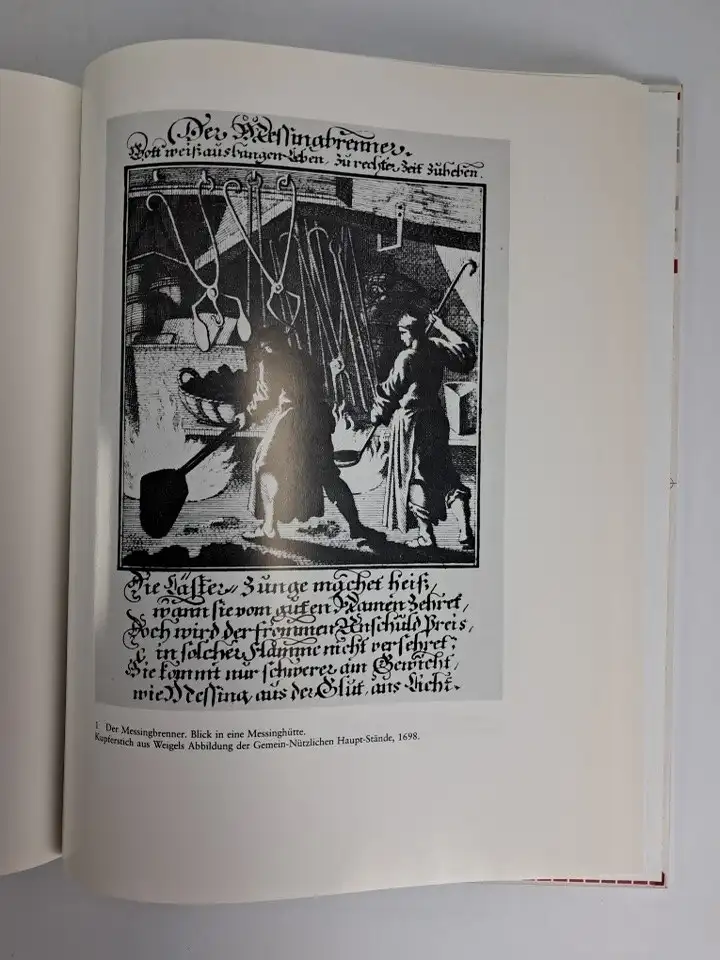 Der Messingbrenner.
Gott weiß aus bangen Leben, zu rechter Zeit zu heben.
Die Läster-Zunge machet heiß,
wann sie vom guten Namen zehret,
Doch wird der frommen Unschuld Preis,
in solcher Flamme nicht versehret;
Sie kommt nur schwerer am Gewicht,
wie Messing, aus der Glut, ans Licht.
1 Der Messingbrenner. Blick in eine Messinghütte.
Kupferstich aus Weigels Abbildung der Gemein-Nützlichen Haupt-Stände, 1698.